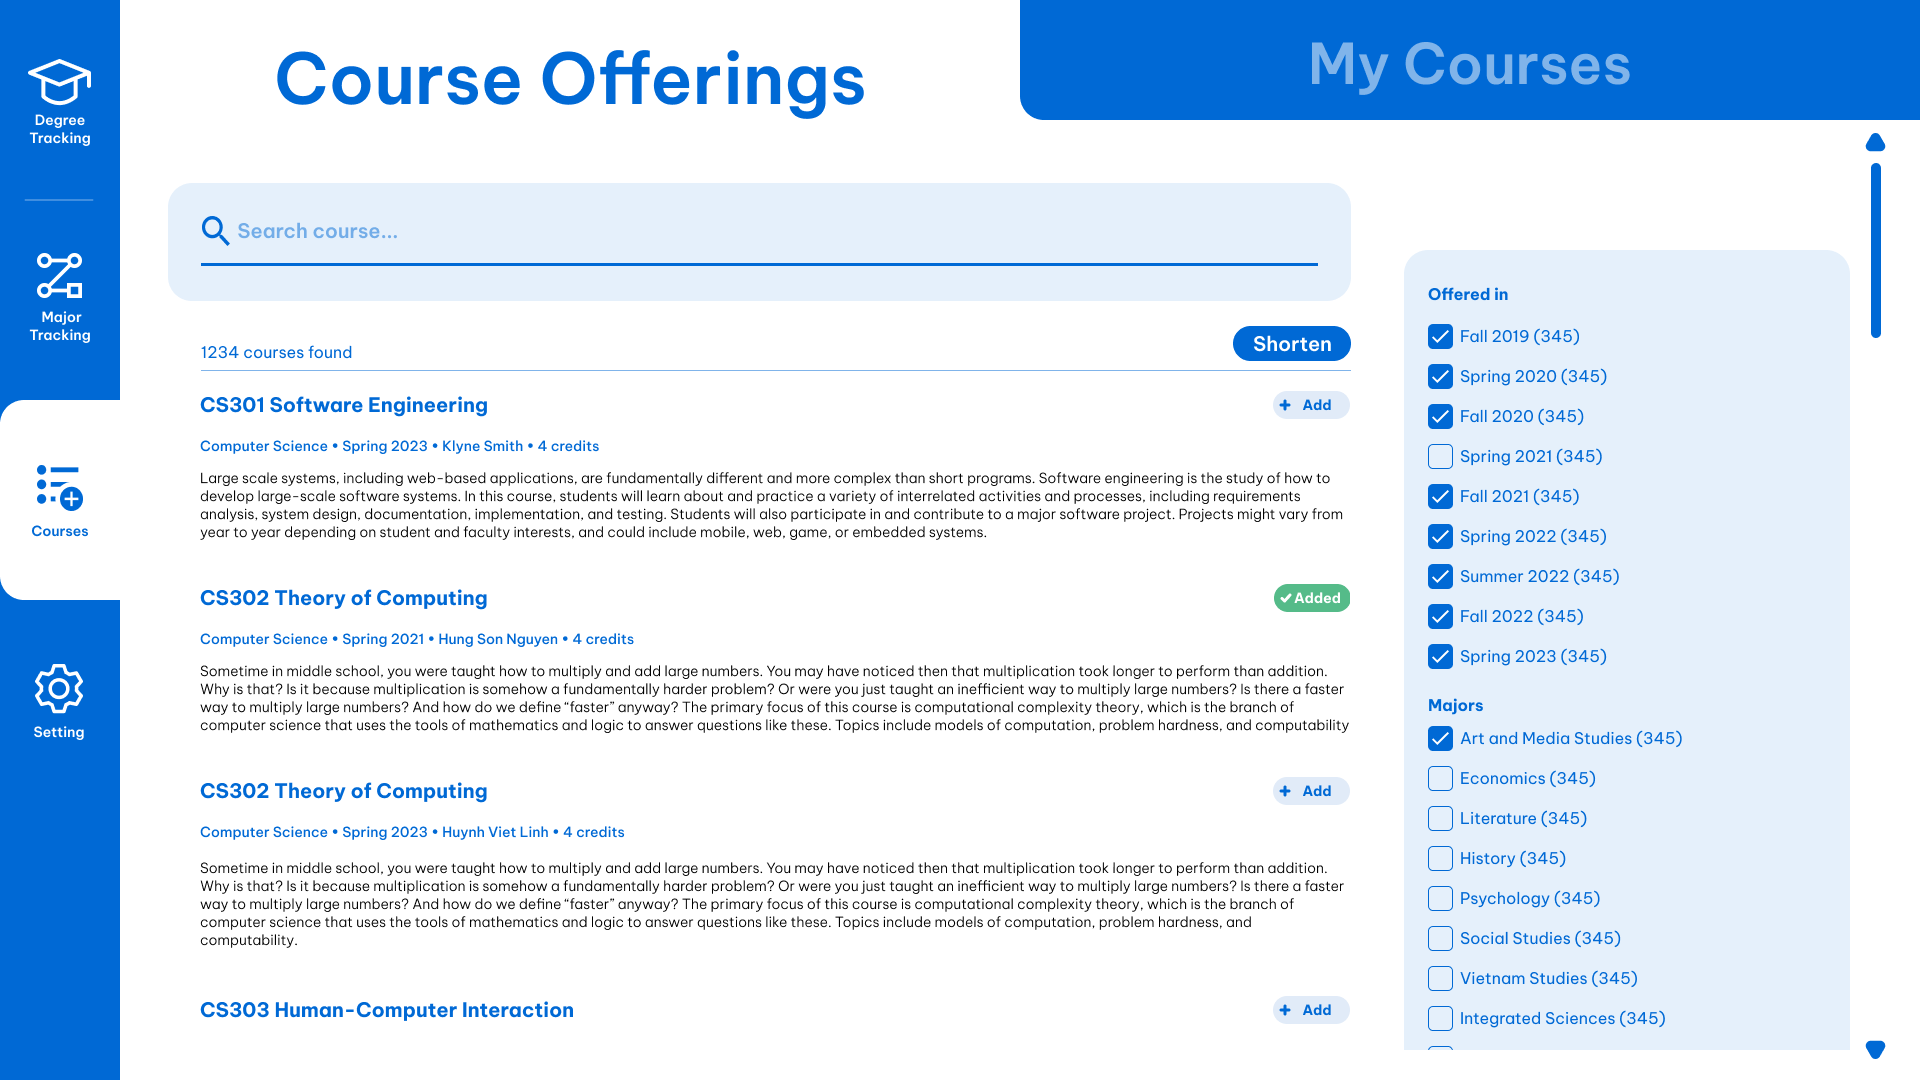 Degree
Tracking
Major
Tracking
Courses
Setting
Course Offerings
My Courses
Search course...
1234 courses found
Shorten
CS301 Software Engineering
Add
Computer Science • Spring 2023 • Klyne Smith • 4 credits
Large scale systems, including web-based applications, are fundamentally different and more complex than short programs. Software engineering is the study of how to
develop large-scale software systems. In this course, students will learn about and practice a variety of interrelated activities and processes, including requirements
analysis, system design, documentation, implementation, and testing. Students will also participate in and contribute to a major software project. Projects might vary from
year to year depending on student and faculty interests, and could include mobile, web, game, or embedded systems.
CS302 Theory of Computing
Added
Computer Science • Spring 2021 • Hung Son Nguyen • 4 credits
Sometime in middle school, you were taught how to multiply and add large numbers. You may have noticed then that multiplication took longer to perform than addition.
Why is that? Is it because multiplication is somehow a fundamentally harder problem? Or were you just taught an inefficient way to multiply large numbers? Is there a faster
way to multiply large numbers? And how do we define “faster” anyway? The primary focus of this course is computational complexity theory, which is the branch of
computer science that uses the tools of mathematics and logic to answer questions like these. Topics include models of computation, problem hardness, and computability
CS302 Theory of Computing
Add
Computer Science • Spring 2023 • Huynh Viet Linh • 4 credits
Sometime in middle school, you were taught how to multiply and add large numbers. You may have noticed then that multiplication took longer to perform than addition.
Why is that? Is it because multiplication is somehow a fundamentally harder problem? Or were you just taught an inefficient way to multiply large numbers? Is there a faster
way to multiply large numbers? And how do we define “faster” anyway? The primary focus of this course is computational complexity theory, which is the branch of
computer science that uses the tools of mathematics and logic to answer questions like these. Topics include models of computation, problem hardness, and
computability.
CS303 Human-Computer Interaction
Add
Offered in
Fall 2019 (345)
Spring 2020 (345)
Fall 2020 (345)
Spring 2021 (345)
Fall 2021 (345)
Spring 2022 (345)
Summer 2022 (345)
Fall 2022 (345)
Spring 2023 (345)
Majors
Art and Media Studies (345)
Economics (345)
Literature (345)
History (345)
Psychology (345)
Social Studies (345)
Vietnam Studies (345)
Integrated Sciences (345)